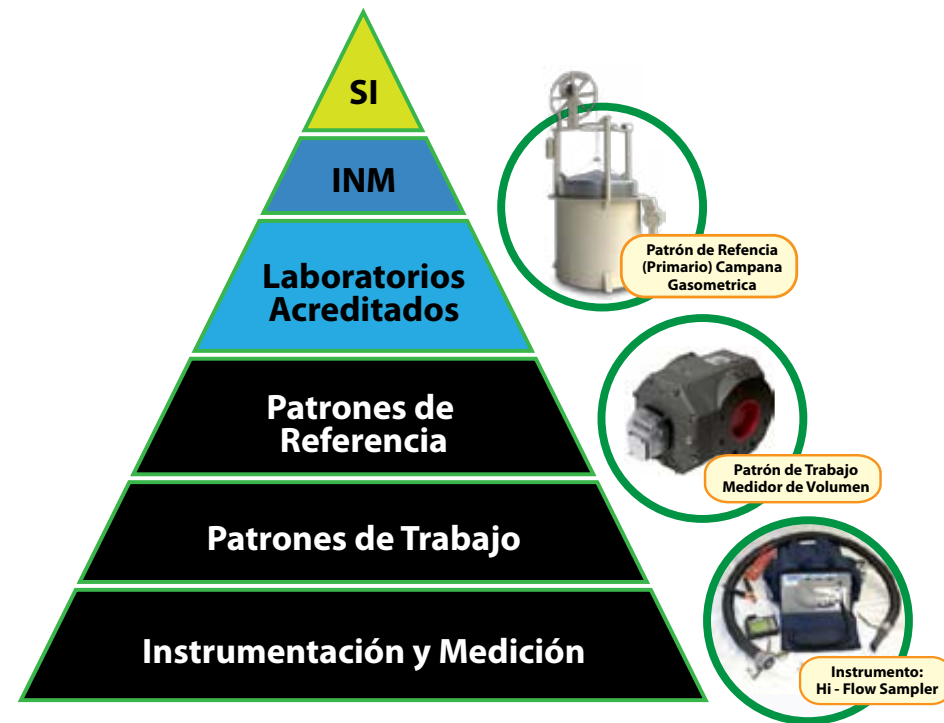 SI
INM
Laboratorios
Acreditados
Patrones de
Referencia
Patrones de Trabajo
Instrumentación y Medición
Patrón de Refencia
(Primario) Campana
Gasometrica
Patrón de Trabajo
Medidor de Volumen
Instrumento:
Hi - Flow Sampler